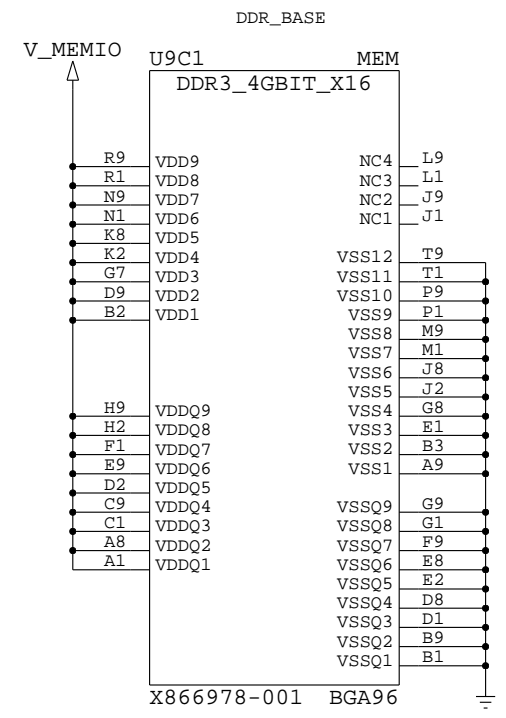 DDR_BASE
V_MEMIO
U9C1 MEM
DDR3_4GBIT_X16
R9 VDD9 NC4 L9
R1 VDD8 NC3 L1
N9 VDD7 NC2 J9
N1 VDD6 NC1 J1
K8 VDD5
K2 VDD4 VSS12 T9
G7 VDD3 VSS11 T1
D9 VDD2 VSS10 P9
B2 VDD1 VSS9 P1
VSS8 M9
VSS7 M1
VSS6 J8
VSS5 J2
H9 VDDQ9 VSS4 G8
H2 VDDQ8 VSS3 E1
F1 VDDQ7 VSS2 B3
E9 VDDQ6 VSS1 A9
D2 VDDQ5
C9 VDDQ4 VSSQ9 G9
C1 VDDQ3 VSSQ8 G1
A8 VDDQ2 VSSQ7 F9
A1 VDDQ1 VSSQ6 E8
VSSQ5 E2
VSSQ4 D8
VSSQ3 D1
VSSQ2 B9
VSSQ1 B1
X866978-001 BGA96